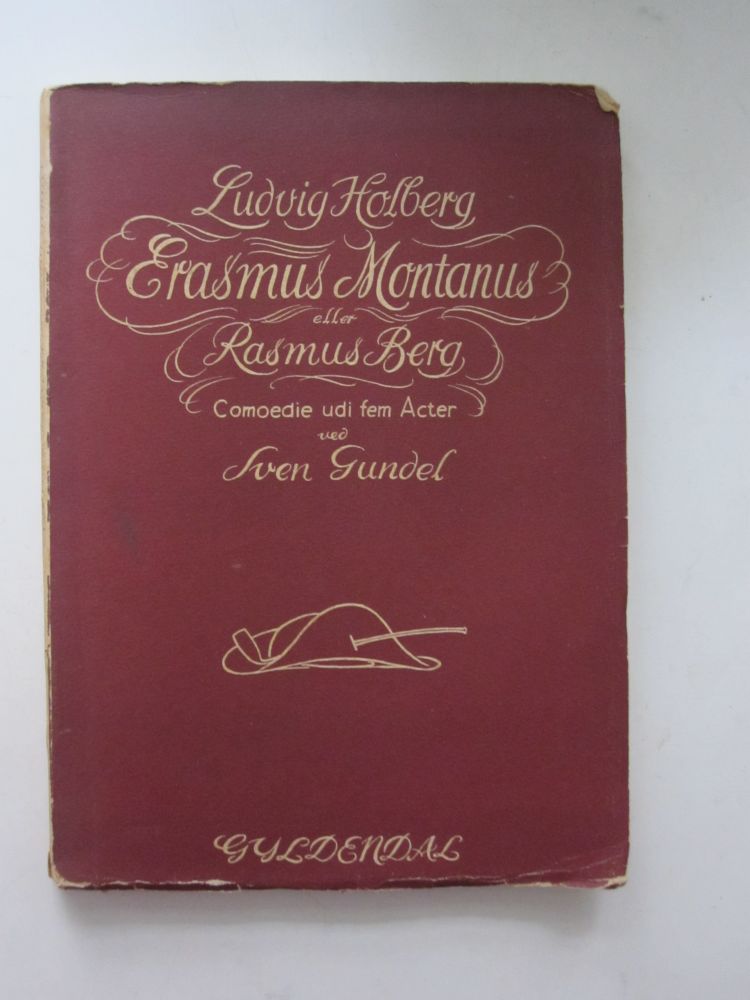 Ludvig Holberg
Erasmus Montanus
eller
Rasmus Berg
Comoedie udi fem Acter
ved
Sven Gundel
GYLDENDAL